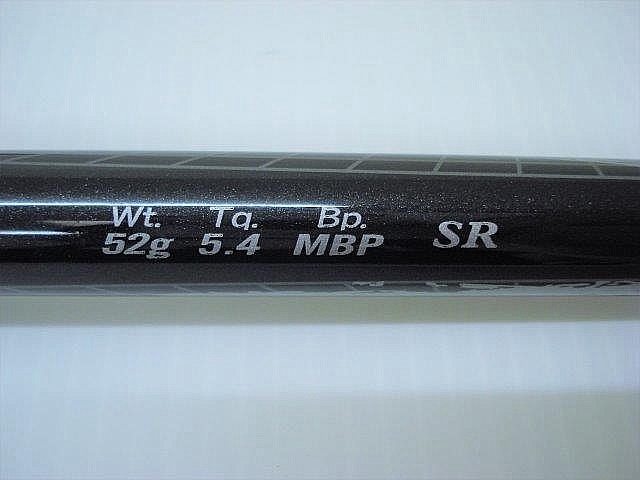 Wt. Tq. Bp.
52g 5.4 MBP SR